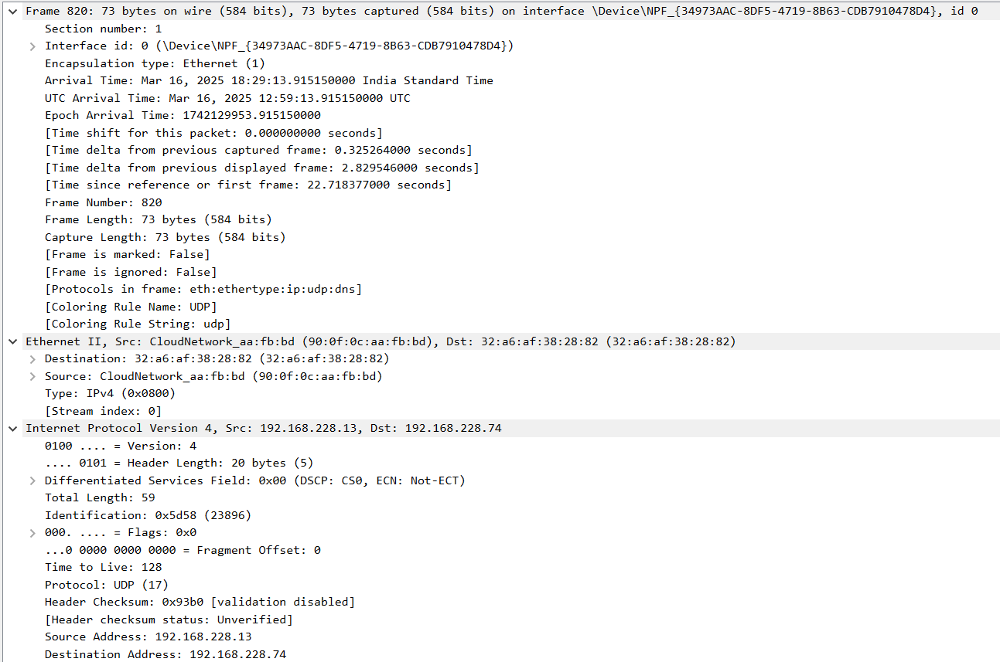 Frame 820: 73 bytes on wire (584 bits), 73 bytes captured (584 bits) on interface \Device\NPF_{34973AAC-8DF5-4719-8B63-CDB7910478D4}, id 0
Section number: 1
Interface id: 0 (\Device\NPF_{34973AAC-8DF5-4719-8B63-CDB7910478D4})
Encapsulation type: Ethernet (1)
Arrival Time: Mar 16, 2025 18:29:13.915150000 India Standard Time
UTC Arrival Time: Mar 16, 2025 12:59:13.915150000 UTC
Epoch Arrival Time: 1742129953.915150000
[Time shift for this packet: 0.000000000 seconds]
[Time delta from previous captured frame: 0.325264000 seconds]
[Time delta from previous displayed frame: 2.829546000 seconds]
[Time since reference or first frame: 22.718377000 seconds]
Frame Number: 820
Frame Length: 73 bytes (584 bits)
Capture Length: 73 bytes (584 bits)
[Frame is marked: False]
[Frame is ignored: False]
[Protocols in frame: eth:ethertype:ip:udp:dns]
[Coloring Rule Name: UDP]
[Coloring Rule String: udp]
Ethernet II, Src: CloudNetwork_aa:fb:bd (90:0f:0c:aa:fb:bd), Dst: 32:a6:af:38:28:82 (32:a6:af:38:28:82)
Destination: 32:a6:af:38:28:82 (32:a6:af:38:28:82)
Source: CloudNetwork_aa:fb:bd (90:0f:0c:aa:fb:bd)
Type: IPv4 (0x0800)
[Stream index: 0]
Internet Protocol Version 4, Src: 192.168.228.13, Dst: 192.168.228.74
0100 .... = Version: 4
.... 0101 = Header Length: 20 bytes (5)
Differentiated Services Field: 0x00 (DSCP: CS0, ECN: Not-ECT)
Total Length: 59
Identification: 0x5d58 (23896)
000. .... = Flags: 0x0
...0 0000 0000 0000 = Fragment Offset: 0
Time to Live: 128
Protocol: UDP (17)
Header Checksum: 0x93b0 [validation disabled]
[Header checksum status: Unverified]
Source Address: 192.168.228.13
Destination Address: 192.168.228.74